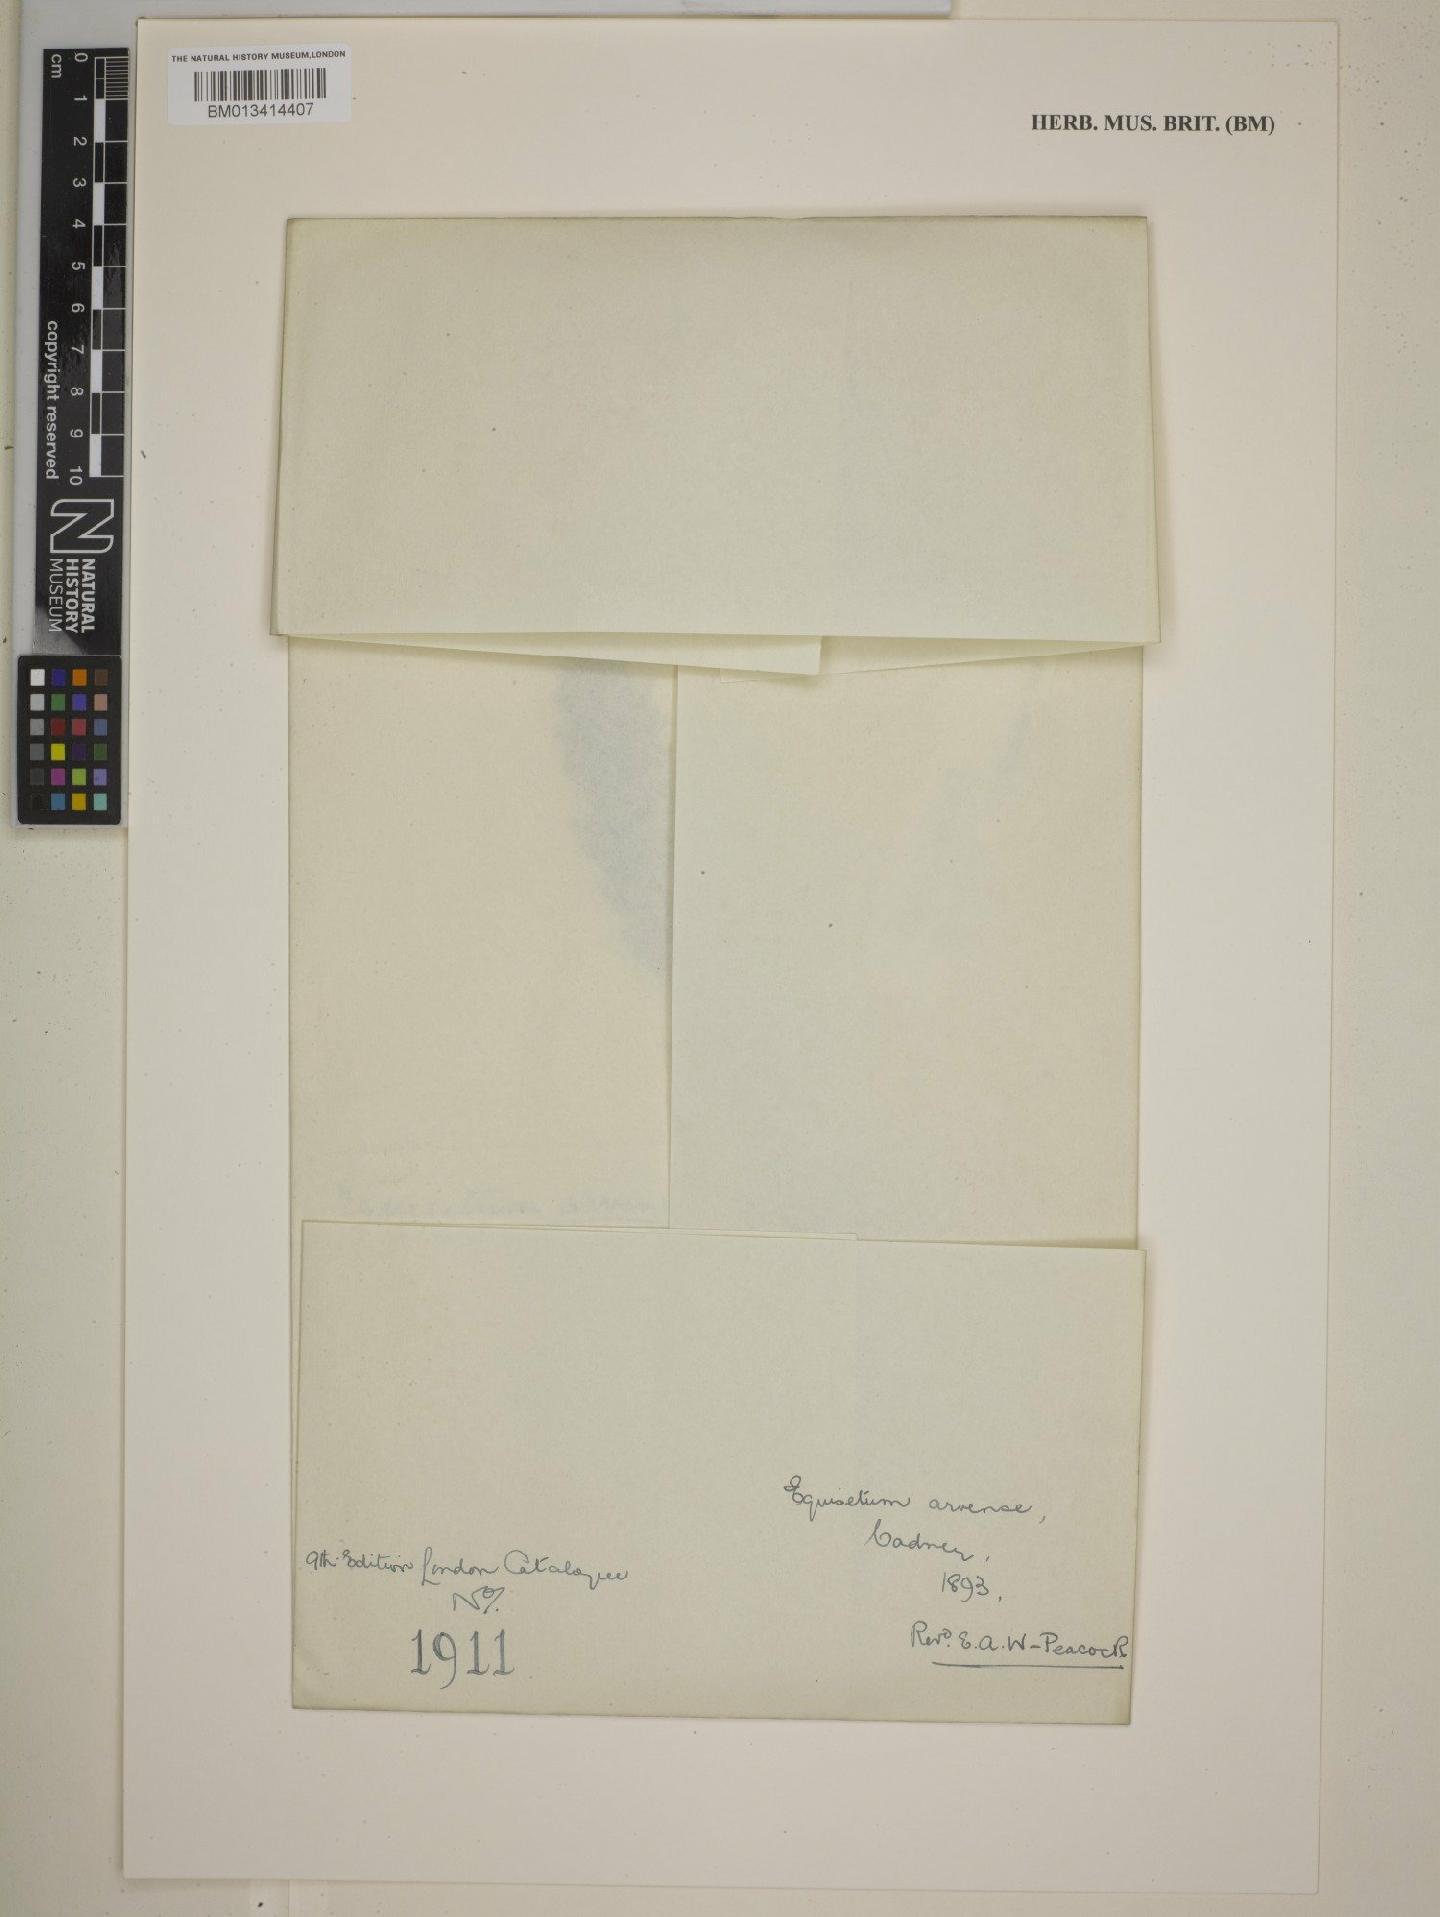 THE NATURAL HISTORY MUSEUM, LONDON
BM013414407
HERB. MUS. BRIT. (BM)
0 1 2 3 4 5 6 7 8 9 10
cm
copyright reserved
NATURAL
HISTORY
MUSEUM
Equisetum arvense,
Cadney,
1893,
Revd. E. A. W-Peacock
9th Edition London Catalogue
No.
1911